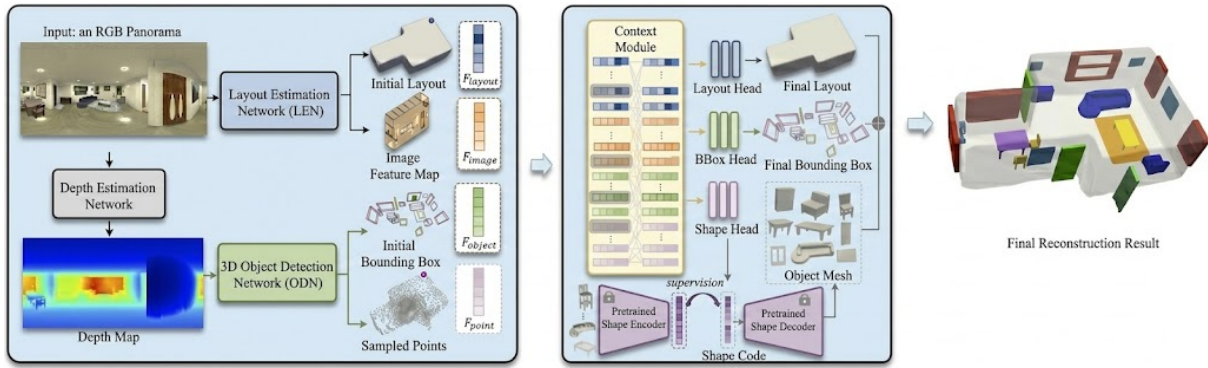 Input: an RGB Panorama
Layout Estimation
Network (LEN)
Initial Layout
F_layout
Image
Feature Map
F_image
Depth Estimation
Network
Depth Map
3D Object Detection
Network (ODN)
Initial
Bounding Box
F_object
Sampled Points
F_point
Context
Module
Layout Head
Final Layout
BBox Head
Final Bounding Box
Shape Head
Object Mesh
supervision
Pretrained
Shape Encoder
Shape Code
Pretrained
Shape Decoder
Final Reconstruction Result